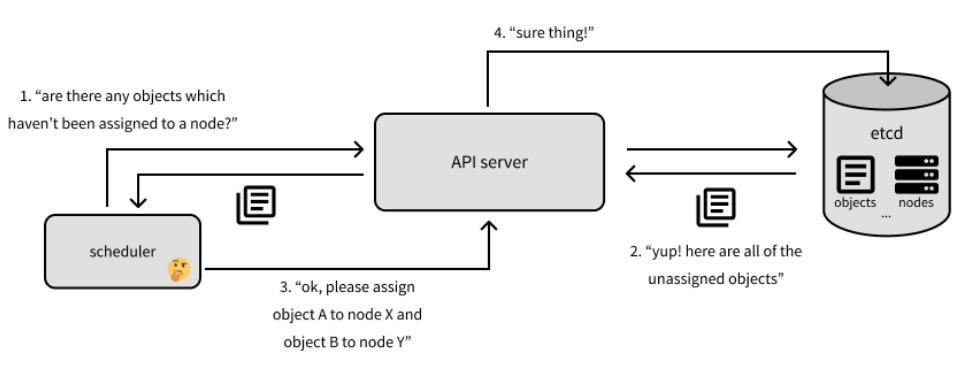 4. “sure thing!”
1. “are there any objects which
haven’t been assigned to a node?”
API server
etcd
objects
nodes
...
scheduler
2. “yup! here are all of the
unassigned objects”
3. “ok, please assign
object A to node X and
object B to node Y”